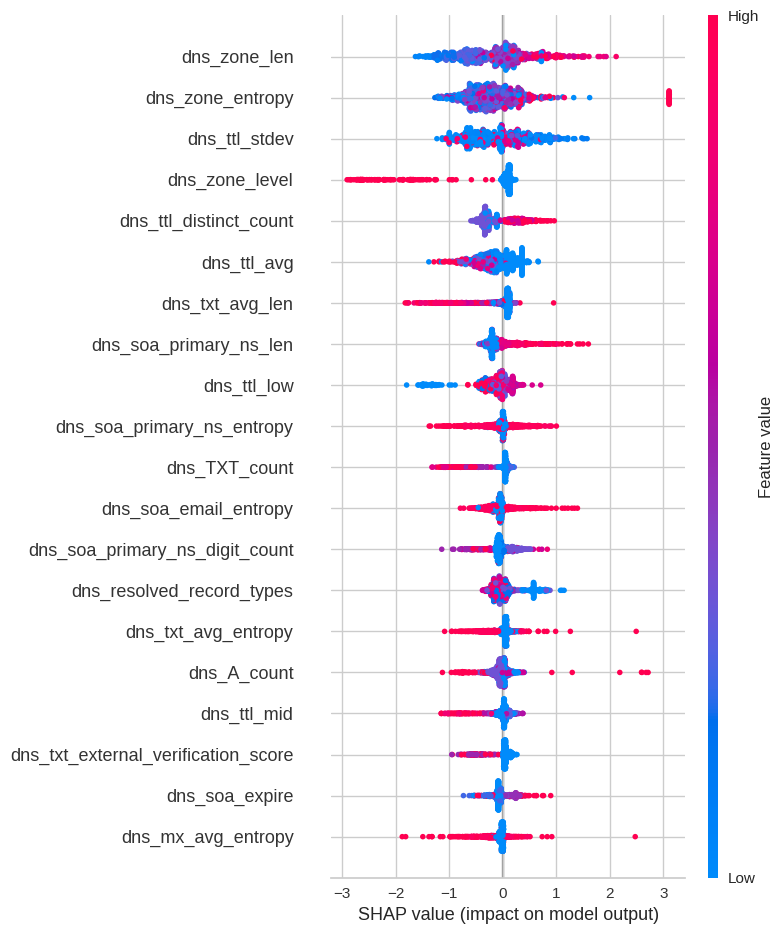 High
dns_zone_len
dns_zone_entropy
dns_ttl_stdev
dns_zone_level
dns_ttl_distinct_count
dns_ttl_avg
dns_txt_avg_len
dns_soa_primary_ns_len
dns_ttl_low
dns_soa_primary_ns_entropy
dns_TXT_count
dns_soa_email_entropy
dns_soa_primary_ns_digit_count
dns_resolved_record_types
dns_txt_avg_entropy
dns_A_count
dns_ttl_mid
dns_txt_external_verification_score
dns_soa_expire
dns_mx_avg_entropy
Feature value
Low
−3 −2 −1 0 1 2 3
SHAP value (impact on model output)